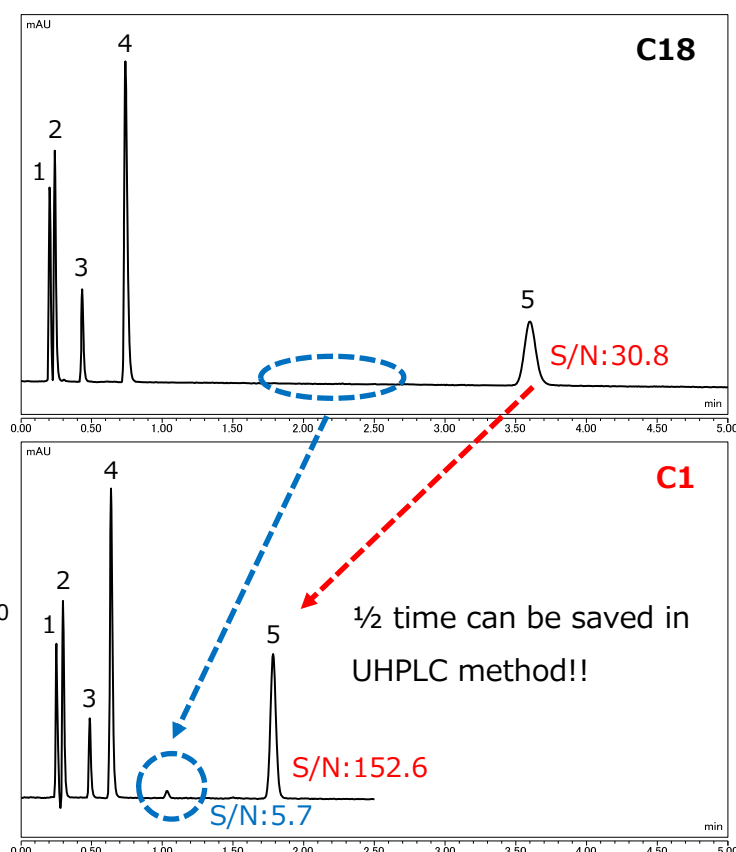 mAU
C18
4
2
1
3
5
S/N:30.8
min
0.00 0.50 1.00 1.50 2.00 2.50 3.00 3.50 4.00 4.50 5.00
mAU
C1
4
2
0
1
3
5
½ time can be saved in
UHPLC method!!
S/N:152.6
S/N:5.7
min
0.00 0.50 1.00 1.50 2.00 2.50 3.00 3.50 4.00 4.50 5.00